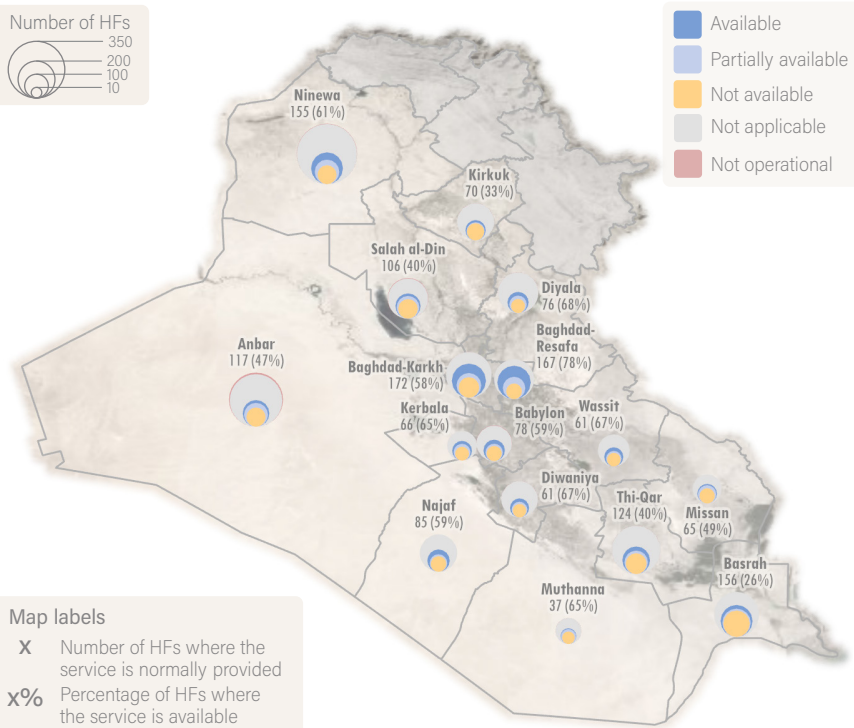 Number of HFs
350
200
100
10
Available
Partially available
Not available
Not applicable
Not operational
Ninewa
155 (61%)
Kirkuk
70 (33%)
Salah al-Din
106 (40%)
Diyala
76 (68%)
Baghdad-
Resafa
167 (78%)
Anbar
117 (47%)
Baghdad-Karkh
172 (58%)
Kerbala
66 (65%)
Babylon
78 (59%)
Wassit
61 (67%)
Diwaniya
61 (67%)
Thi-Qar
124 (40%)
Missan
65 (49%)
Najaf
85 (59%)
Basrah
156 (26%)
Muthanna
37 (65%)
Map labels
x Number of HFs where the
service is normally provided
x% Percentage of HFs where
the service is available